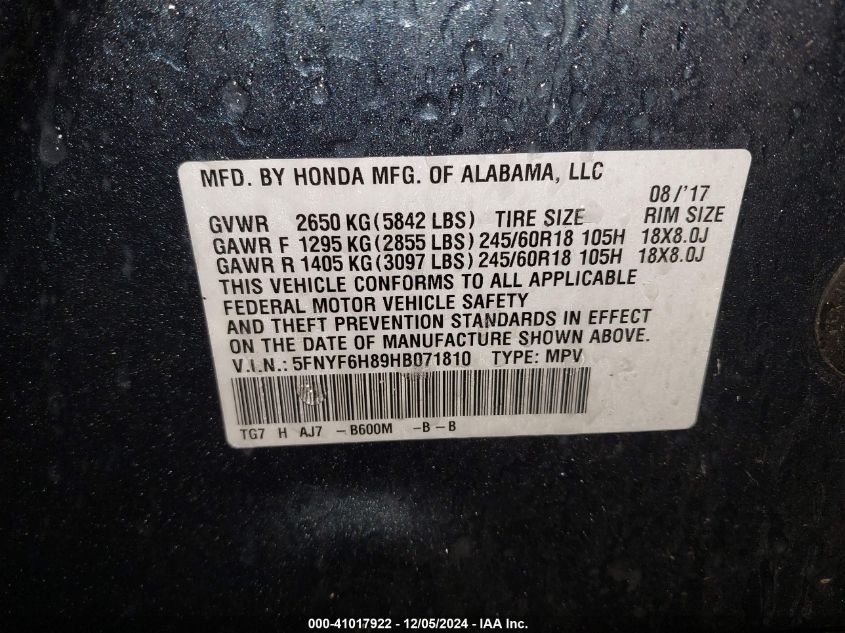 MFD. BY HONDA MFG. OF ALABAMA, LLC
08/'17
GVWR 2650 KG (5842 LBS) TIRE SIZE RIM SIZE
GAWR F 1295 KG (2855 LBS) 245/60R18 105H 18X8.0J
GAWR R 1405 KG (3097 LBS) 245/60R18 105H 18X8.0J
THIS VEHICLE CONFORMS TO ALL APPLICABLE
FEDERAL MOTOR VEHICLE SAFETY
AND THEFT PREVENTION STANDARDS IN EFFECT
ON THE DATE OF MANUFACTURE SHOWN ABOVE.
V.I.N.: 5FNYF6H89HB071810 TYPE: MPV
TG7 H AJ7 -B600M -B-B
000-41017922 - 12/05/2024 - IAA Inc.